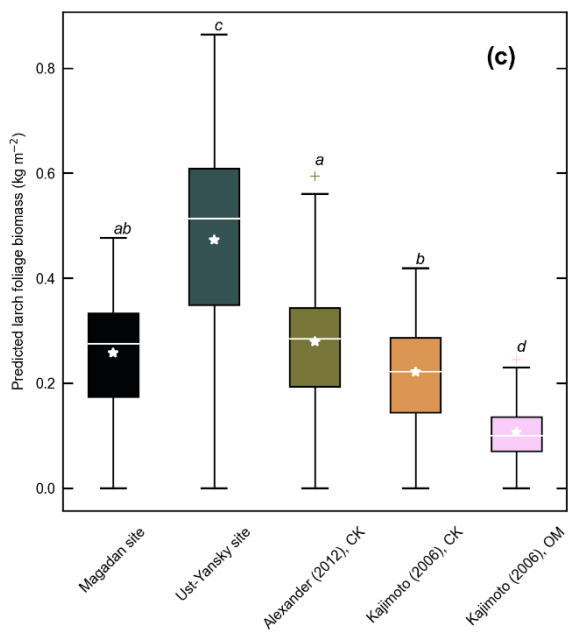 (c)
Predicted larch foliage biomass (kg m⁻²)
0.8
0.6
0.4
0.2
0.0
ab
c
a
b
d
Magadan site
Ust-Yansky site
Alexander (2012), CK
Kajimoto (2006), CK
Kajimoto (2006), OM